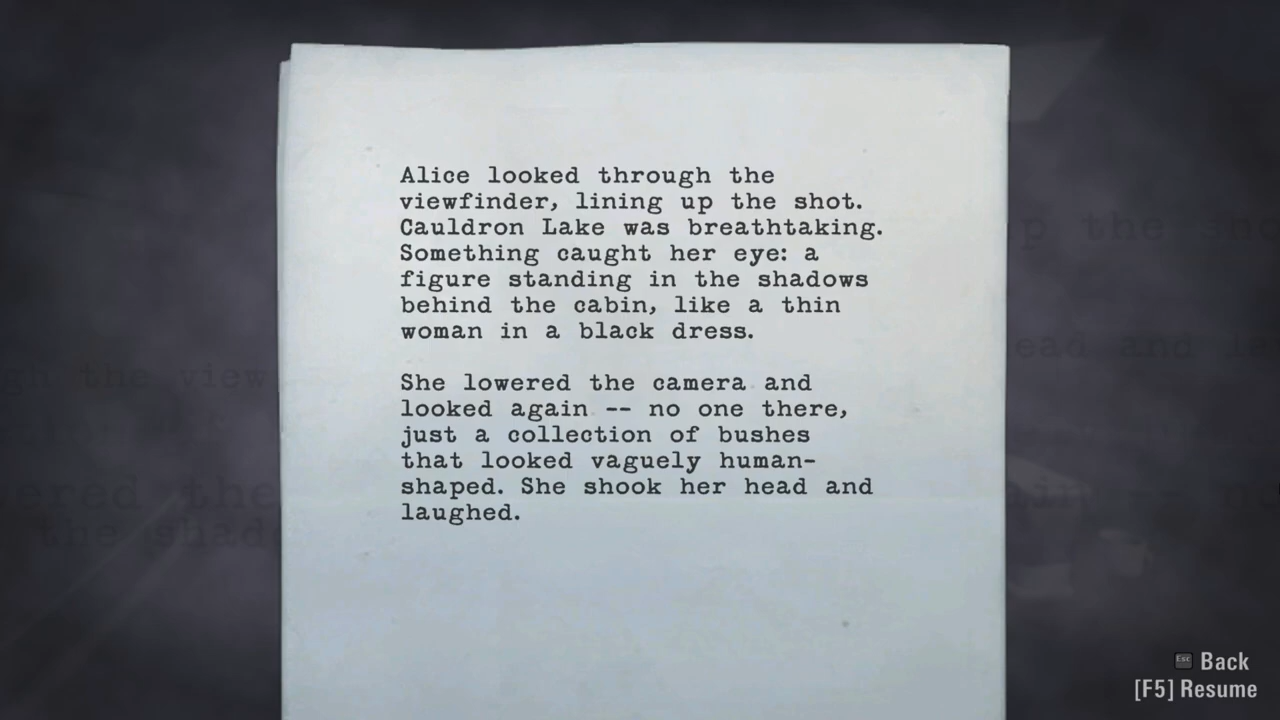 Alice looked through the
viewfinder, lining up the shot.
Cauldron Lake was breathtaking.
Something caught her eye: a
figure standing in the shadows
behind the cabin, like a thin
woman in a black dress.
She lowered the camera and
looked again -- no one there,
just a collection of bushes
that looked vaguely human-
shaped. She shook her head and
laughed.
Esc Back
[F5] Resume